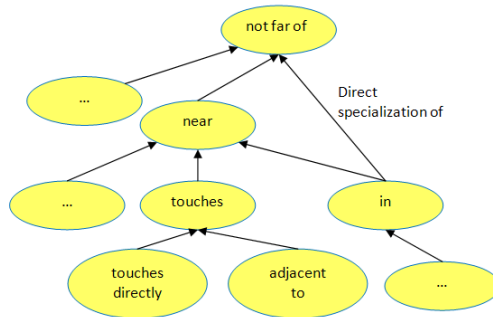 not far of
Direct
specialization of
...
near
...
touches
in
touches
directly
adjacent
to
...